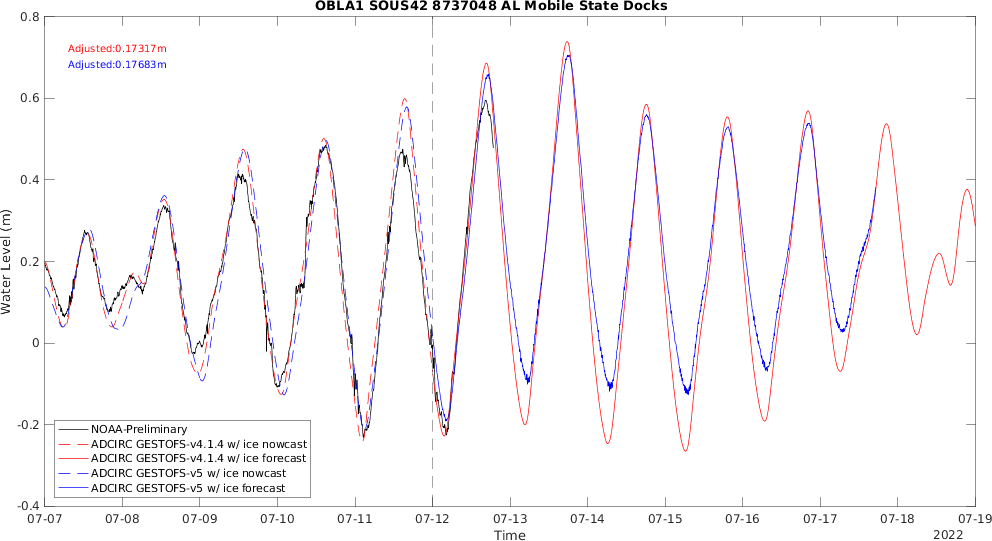 OBLA1 SOUS42 8737048 AL Mobile State Docks
Adjusted:0.17317m
Adjusted:0.17683m
Water Level (m)
0.8
0.6
0.4
0.2
0
-0.2
-0.4
NOAA-Preliminary
ADCIRC GESTOFS-v4.1.4 w/ ice nowcast
ADCIRC GESTOFS-v4.1.4 w/ ice forecast
ADCIRC GESTOFS-v5 w/ ice nowcast
ADCIRC GESTOFS-v5 w/ ice forecast
07-07 07-08 07-09 07-10 07-11 07-12 07-13 07-14 07-15 07-16 07-17 07-18 07-19
Time
2022